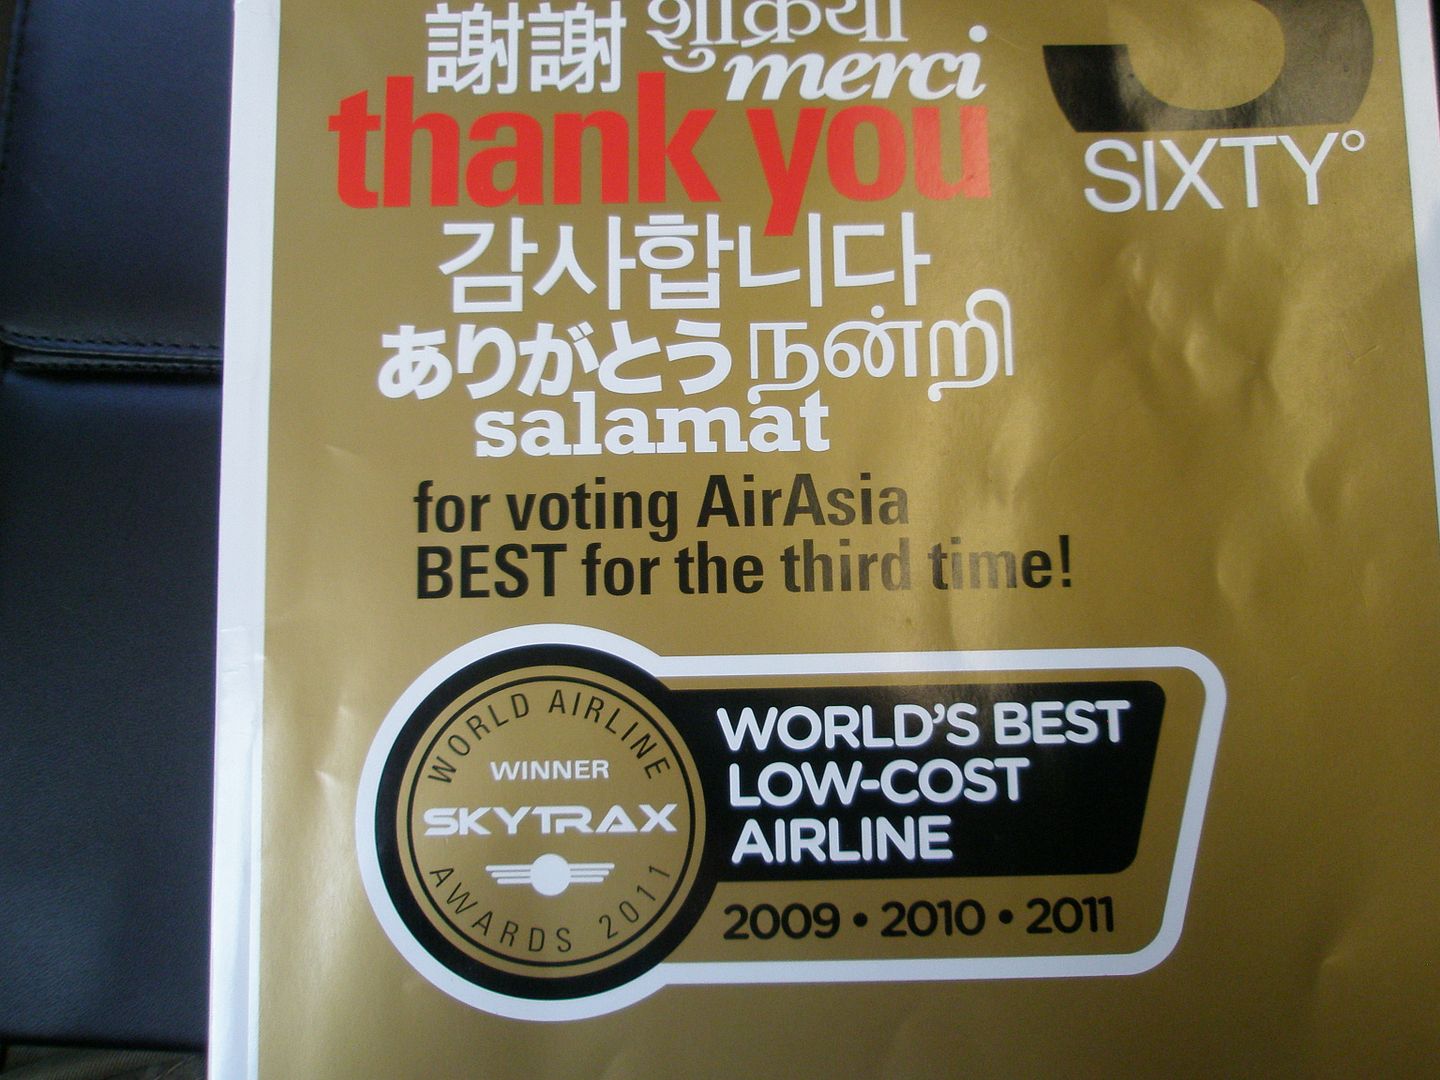 謝謝 शुक्रिया
merci
thank you
SIXTY°
감사합니다
ありがとう நன்றி
salamat
for voting AirAsia
BEST for the third time!
WORLD AIRLINE
WINNER
SKYTRAX
AWARDS 2011
WORLD'S BEST
LOW-COST
AIRLINE
2009 • 2010 • 2011